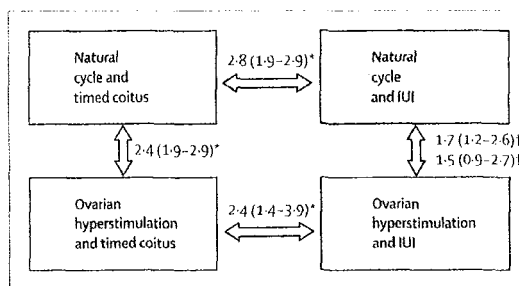 Natural
cycle and
timed coitus
2·8 (1·9–2·9)*
Natural
cycle
and IUI
2·4 (1·9–2·9)*
1·7 (1·2–2·6)†
1·5 (0·9–2·7)†
Ovarian
hyperstimulation
and timed coitus
2·4 (1·4–3·9)*
Ovarian
hyperstimulation
and IUI